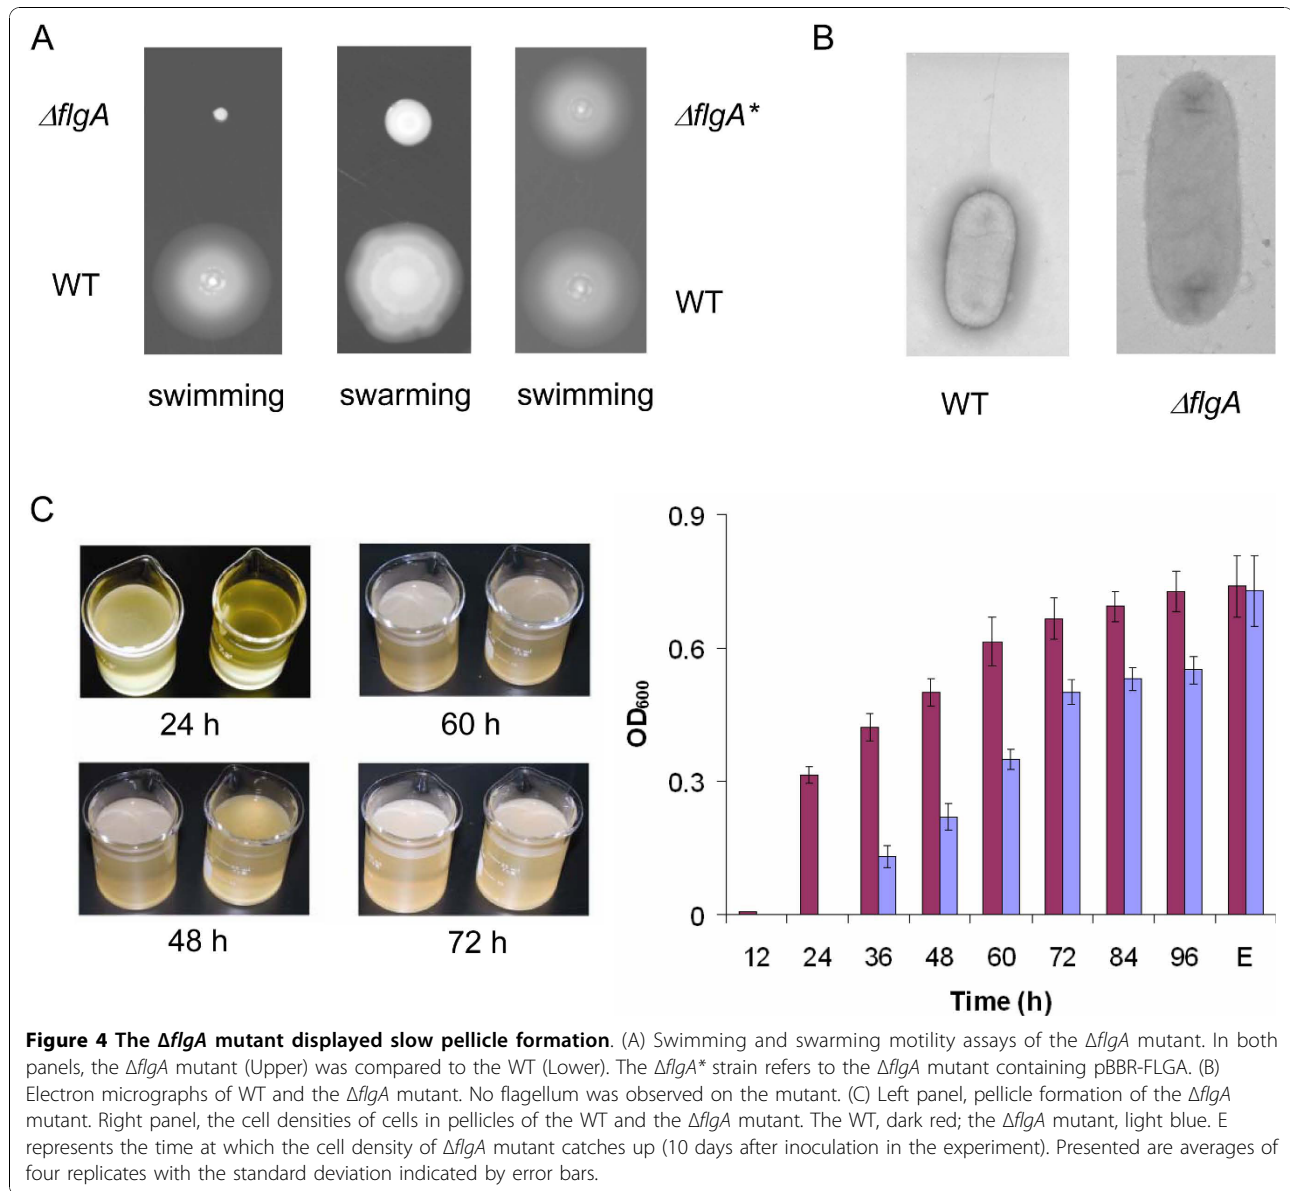 A
B
ΔflgA
ΔflgA*
WT
WT
swimming
swarming
swimming
WT
ΔflgA
C
24 h
60 h
48 h
72 h
OD600
0.9
0.6
0.3
0
12 24 36 48 60 72 84 96 E
Time (h)
Figure 4 The ΔflgA mutant displayed slow pellicle formation. (A) Swimming and swarming motility assays of the ΔflgA mutant. In both
panels, the ΔflgA mutant (Upper) was compared to the WT (Lower). The ΔflgA* strain refers to the ΔflgA mutant containing pBBR-FLGA. (B)
Electron micrographs of WT and the ΔflgA mutant. No flagellum was observed on the mutant. (C) Left panel, pellicle formation of the ΔflgA
mutant. Right panel, the cell densities of cells in pellicles of the WT and the ΔflgA mutant. The WT, dark red; the ΔflgA mutant, light blue. E
represents the time at which the cell density of ΔflgA mutant catches up (10 days after inoculation in the experiment). Presented are averages of
four replicates with the standard deviation indicated by error bars.